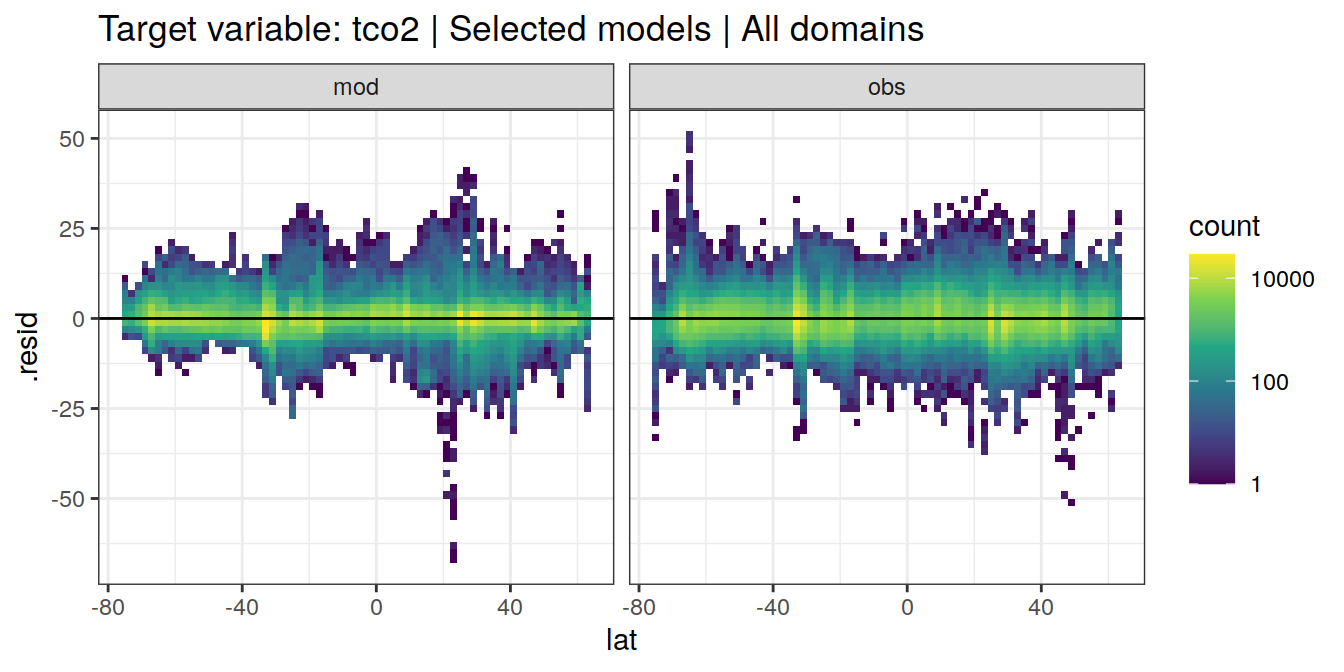 Target variable: tco2 | Selected models | All domains
mod
obs
50
25
0
-25
-50
.resid
-80
-40
0
40
-80
-40
0
40
lat
count
10000
100
1